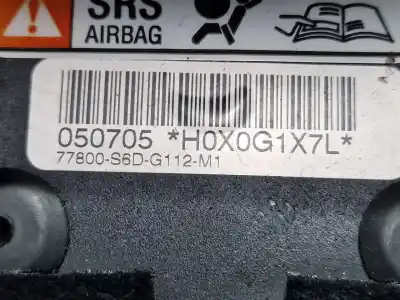 SRS
AIRBAG
050705 *H0X0G1X7L*
77800-S6D-G112-M1